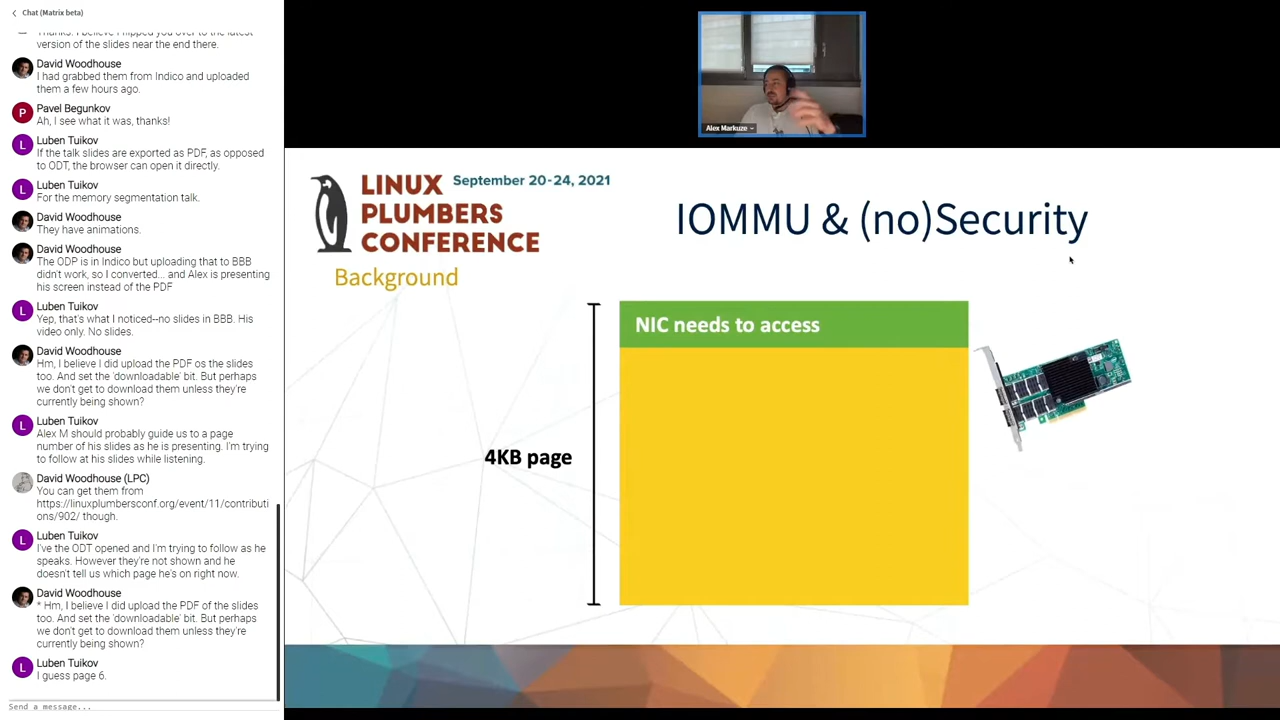 Chat (Matrix beta)
Thanks. I believe I flipped you over to the latest
version of the slides near the end there.
David Woodhouse
I had grabbed them from Indico and uploaded
them a few hours ago.
P
Pavel Begunkov
Ah, I see what it was, thanks!
L
Luben Tuikov
If the talk slides are exported as PDF, as opposed
to ODT, the browser can open it directly.
L
Luben Tuikov
For the memory segmentation talk.
David Woodhouse
They have animations.
David Woodhouse
The ODP is in Indico but uploading that to BBB
didn't work, so I converted... and Alex is presenting
his screen instead of the PDF
L
Luben Tuikov
Yep, that's what I noticed--no slides in BBB. His
video only. No slides.
David Woodhouse
Hm, I believe I did upload the PDF os the slides
too. And set the 'downloadable' bit. But perhaps
we don't get to download them unless they're
currently being shown?
L
Luben Tuikov
Alex M should probably guide us to a page
number of his slides as he is presenting. I'm trying
to follow at his slides while listening.
David Woodhouse (LPC)
You can get them from
https://linuxplumbersconf.org/event/11/contributi
ons/902/ though.
L
Luben Tuikov
I've the ODT opened and I'm trying to follow as he
speaks. However they're not shown and he
doesn't tell us which page he's on right now.
David Woodhouse
* Hm, I believe I did upload the PDF of the slides
too. And set the 'downloadable' bit. But perhaps
we don't get to download them unless they're
currently being shown?
L
Luben Tuikov
I guess page 6.
Send a message...
Alex Markuze
LINUX
PLUMBERS
CONFERENCE
September 20-24, 2021
IOMMU & (no)Security
Background
NIC needs to access
4KB page